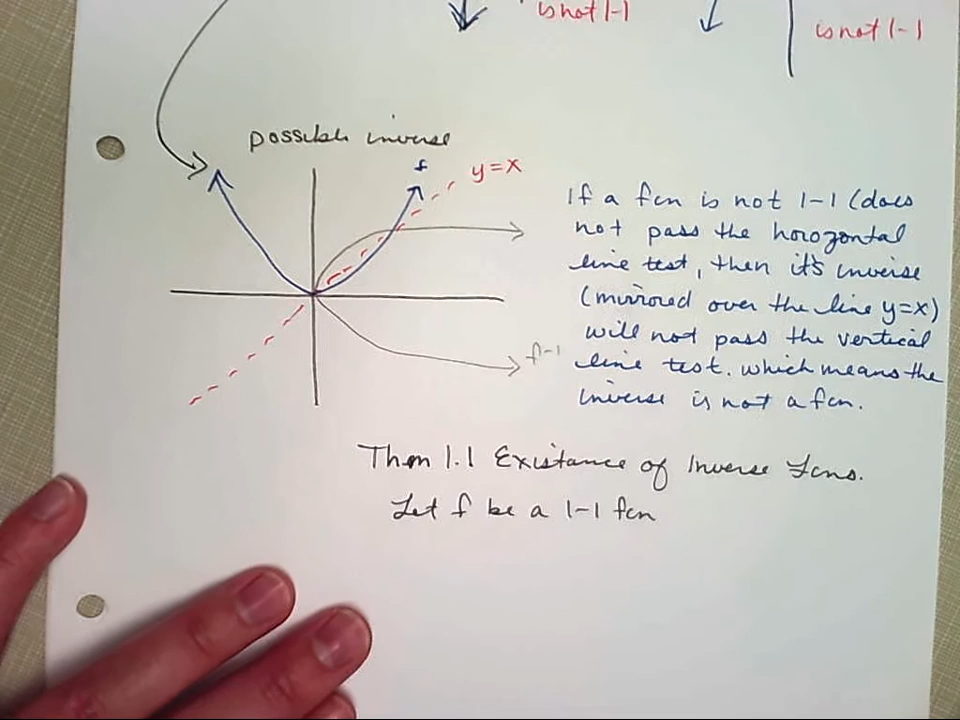 is not 1-1
is not 1-1
possible inverse
f
y=x
If a fcn is not 1-1 (does
not pass the horozontal
line test, then it's inverse
(mirrored over the line y=x)
will not pass the vertical
line test. which means the
inverse is not a fcn.
f-1
Thm 1.1 Existance of Inverse Fcns.
Let f be a 1-1 fcn